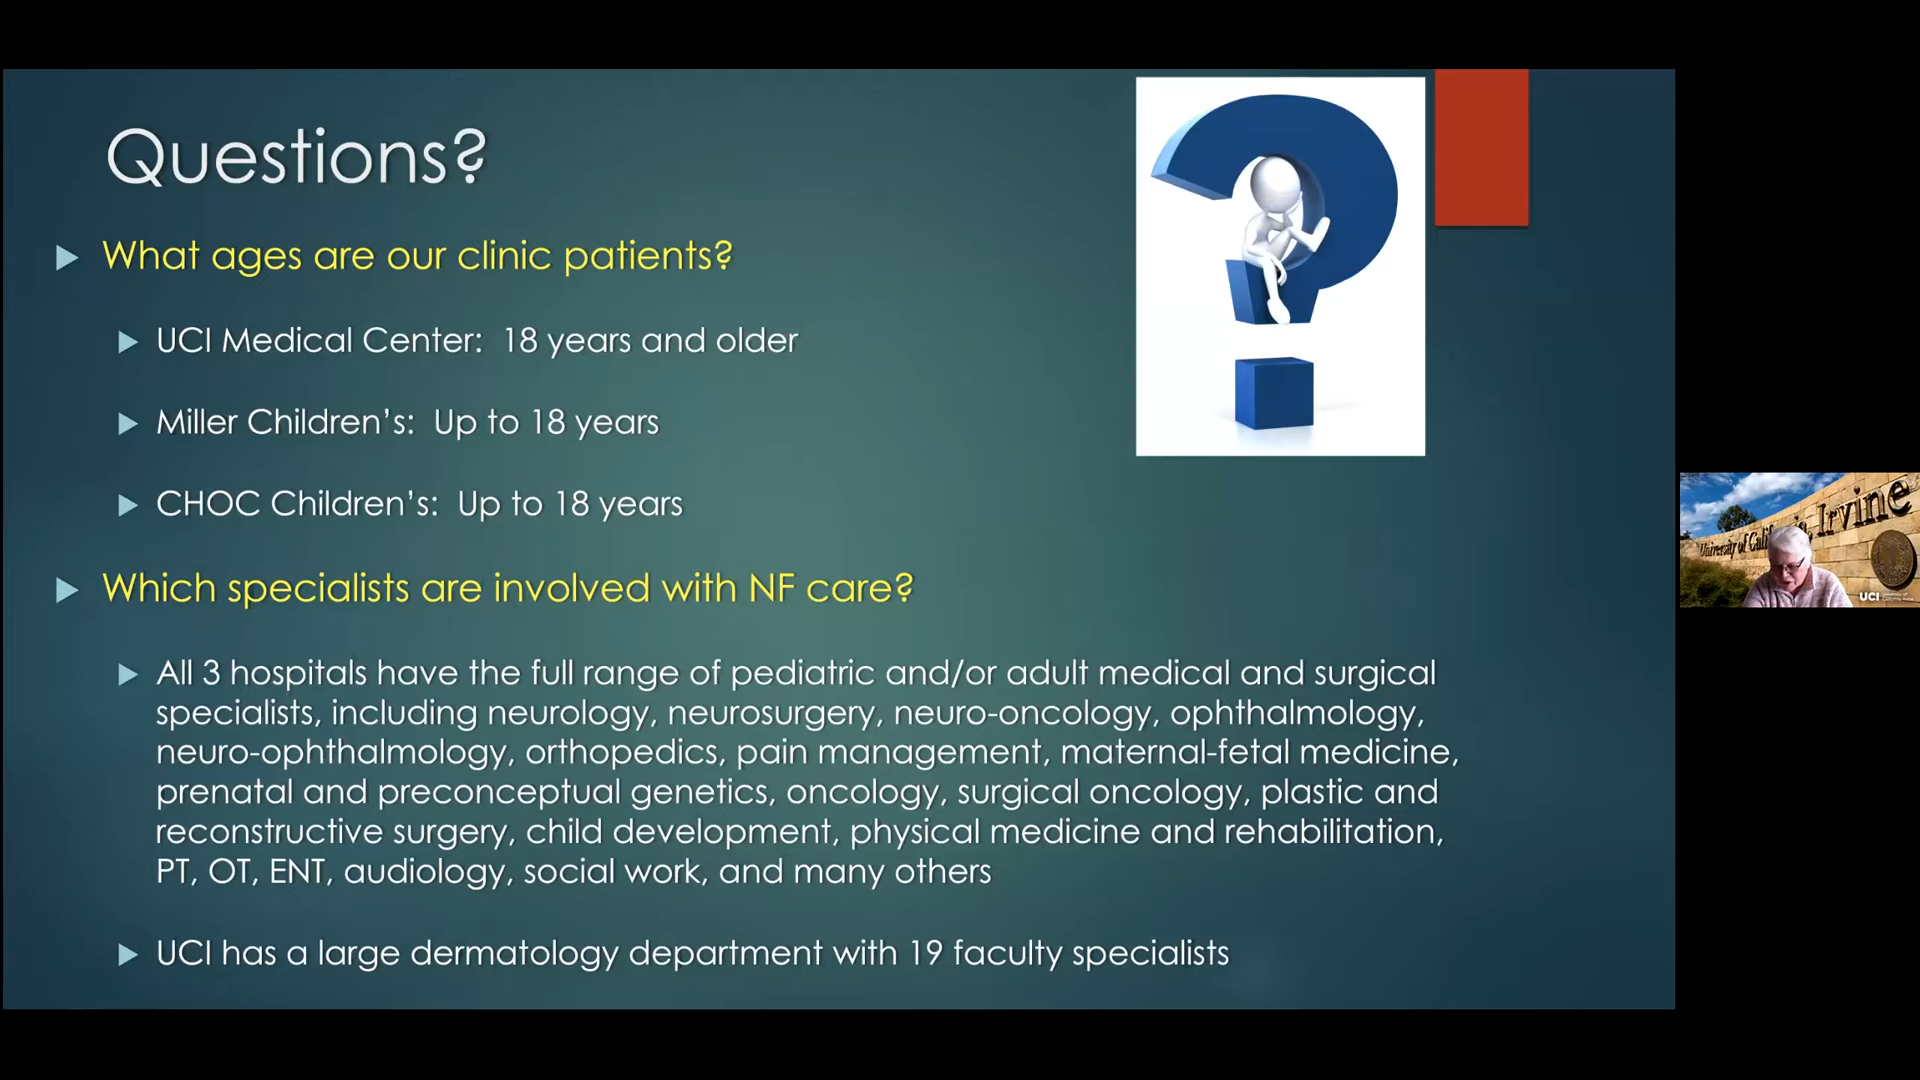 Questions?
What ages are our clinic patients?
UCI Medical Center: 18 years and older
Miller Children's: Up to 18 years
CHOC Children's: Up to 18 years
Which specialists are involved with NF care?
All 3 hospitals have the full range of pediatric and/or adult medical and surgical
specialists, including neurology, neurosurgery, neuro-oncology, ophthalmology,
neuro-ophthalmology, orthopedics, pain management, maternal-fetal medicine,
prenatal and preconceptual genetics, oncology, surgical oncology, plastic and
reconstructive surgery, child development, physical medicine and rehabilitation,
PT, OT, ENT, audiology, social work, and many others
UCI has a large dermatology department with 19 faculty specialists
University of Irvine
UCI